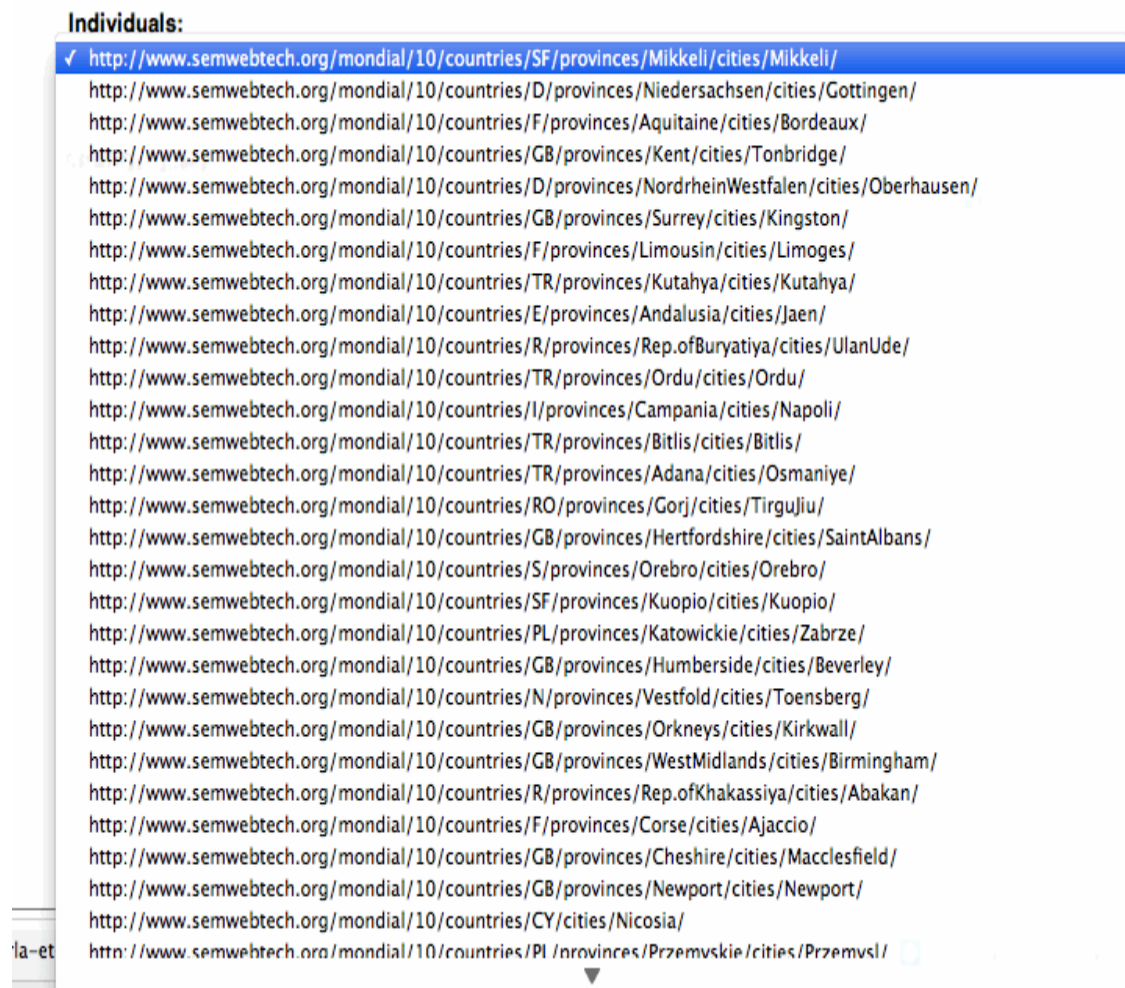 Individuals:
✓ http://www.semwebtech.org/mondial/10/countries/SF/provinces/Mikkeli/cities/Mikkeli/
http://www.semwebtech.org/mondial/10/countries/D/provinces/Niedersachsen/cities/Gottingen/
http://www.semwebtech.org/mondial/10/countries/F/provinces/Aquitaine/cities/Bordeaux/
http://www.semwebtech.org/mondial/10/countries/GB/provinces/Kent/cities/Tonbridge/
http://www.semwebtech.org/mondial/10/countries/D/provinces/NordrheinWestfalen/cities/Oberhausen/
http://www.semwebtech.org/mondial/10/countries/GB/provinces/Surrey/cities/Kingston/
http://www.semwebtech.org/mondial/10/countries/F/provinces/Limousin/cities/Limoges/
http://www.semwebtech.org/mondial/10/countries/TR/provinces/Kutahya/cities/Kutahya/
http://www.semwebtech.org/mondial/10/countries/E/provinces/Andalusia/cities/Jaen/
http://www.semwebtech.org/mondial/10/countries/R/provinces/Rep.ofBuryatiya/cities/UlanUde/
http://www.semwebtech.org/mondial/10/countries/TR/provinces/Ordu/cities/Ordu/
http://www.semwebtech.org/mondial/10/countries/I/provinces/Campania/cities/Napoli/
http://www.semwebtech.org/mondial/10/countries/TR/provinces/Bitlis/cities/Bitlis/
http://www.semwebtech.org/mondial/10/countries/TR/provinces/Adana/cities/Osmaniye/
http://www.semwebtech.org/mondial/10/countries/RO/provinces/Gorj/cities/TirguJiu/
http://www.semwebtech.org/mondial/10/countries/GB/provinces/Hertfordshire/cities/SaintAlbans/
http://www.semwebtech.org/mondial/10/countries/S/provinces/Orebro/cities/Orebro/
http://www.semwebtech.org/mondial/10/countries/SF/provinces/Kuopio/cities/Kuopio/
http://www.semwebtech.org/mondial/10/countries/PL/provinces/Katowickie/cities/Zabrze/
http://www.semwebtech.org/mondial/10/countries/GB/provinces/Humberside/cities/Beverley/
http://www.semwebtech.org/mondial/10/countries/N/provinces/Vestfold/cities/Toensberg/
http://www.semwebtech.org/mondial/10/countries/GB/provinces/Orkneys/cities/Kirkwall/
http://www.semwebtech.org/mondial/10/countries/GB/provinces/WestMidlands/cities/Birmingham/
http://www.semwebtech.org/mondial/10/countries/R/provinces/Rep.ofKhakassiya/cities/Abakan/
http://www.semwebtech.org/mondial/10/countries/F/provinces/Corse/cities/Ajaccio/
http://www.semwebtech.org/mondial/10/countries/GB/provinces/Cheshire/cities/Macclesfield/
http://www.semwebtech.org/mondial/10/countries/GB/provinces/Newport/cities/Newport/
http://www.semwebtech.org/mondial/10/countries/CY/cities/Nicosia/
rla-et
http://www.semwebtech.org/mondial/10/countries/PL/provinces/Przemyskie/cities/Przemysl/